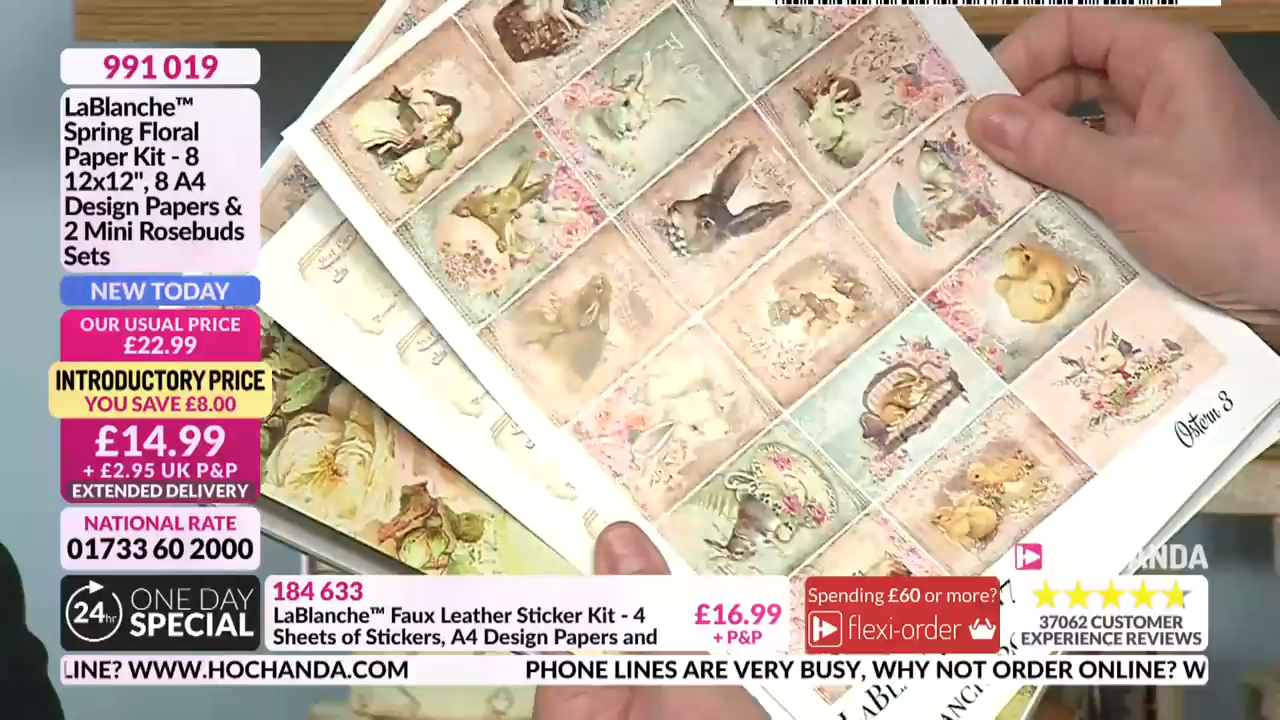 991 019
LaBlanche™
Spring Floral
Paper Kit - 8
12x12", 8 A4
Design Papers &
2 Mini Rosebuds
Sets
NEW TODAY
OUR USUAL PRICE
£22.99
INTRODUCTORY PRICE
YOU SAVE £8.00
£14.99
+ £2.95 UK P&P
EXTENDED DELIVERY
NATIONAL RATE
01733 60 2000
24hr
ONE DAY
SPECIAL
184 633
LaBlanche™ Faux Leather Sticker Kit - 4
Sheets of Stickers, A4 Design Papers and
£16.99
+ P&P
Spending £60 or more?
flexi-order
37062 CUSTOMER
EXPERIENCE REVIEWS
LINE? WWW.HOCHANDA.COM
PHONE LINES ARE VERY BUSY, WHY NOT ORDER ONLINE? W
Ostern 3